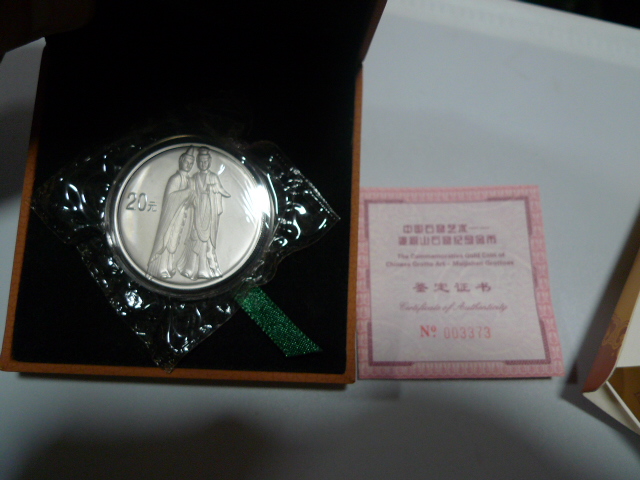 20元
中国石窟艺术——
麦积山石窟纪念金币
The Commemorative Gold Coin of
Chinese Grotto Art - Maijishan Grottoes
鉴定证书
Certificate of Authenticity
No 003373